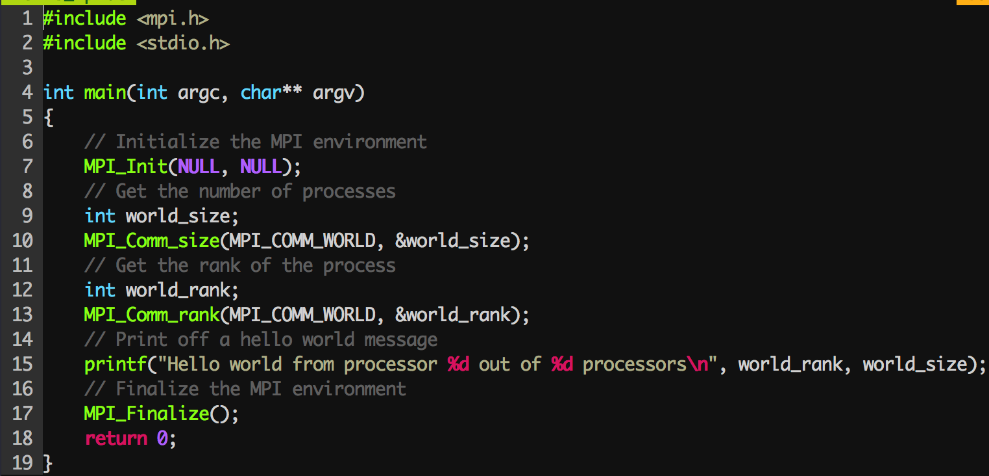 1 #include <mpi.h>
2 #include <stdio.h>
3
4 int main(int argc, char** argv)
5 {
6     // Initialize the MPI environment
7     MPI_Init(NULL, NULL);
8     // Get the number of processes
9     int world_size;
10     MPI_Comm_size(MPI_COMM_WORLD, &world_size);
11     // Get the rank of the process
12     int world_rank;
13     MPI_Comm_rank(MPI_COMM_WORLD, &world_rank);
14     // Print off a hello world message
15     printf("Hello world from processor %d out of %d processors\n", world_rank, world_size);
16     // Finalize the MPI environment
17     MPI_Finalize();
18     return 0;
19 }